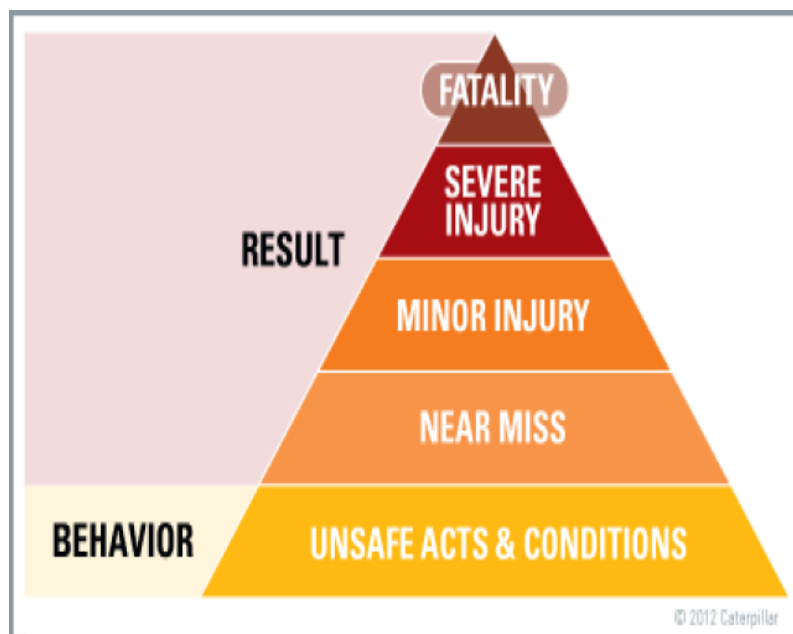 FATALITY
SEVERE
INJURY
RESULT
MINOR INJURY
NEAR MISS
BEHAVIOR
UNSAFE ACTS & CONDITIONS
© 2012 Caterpillar